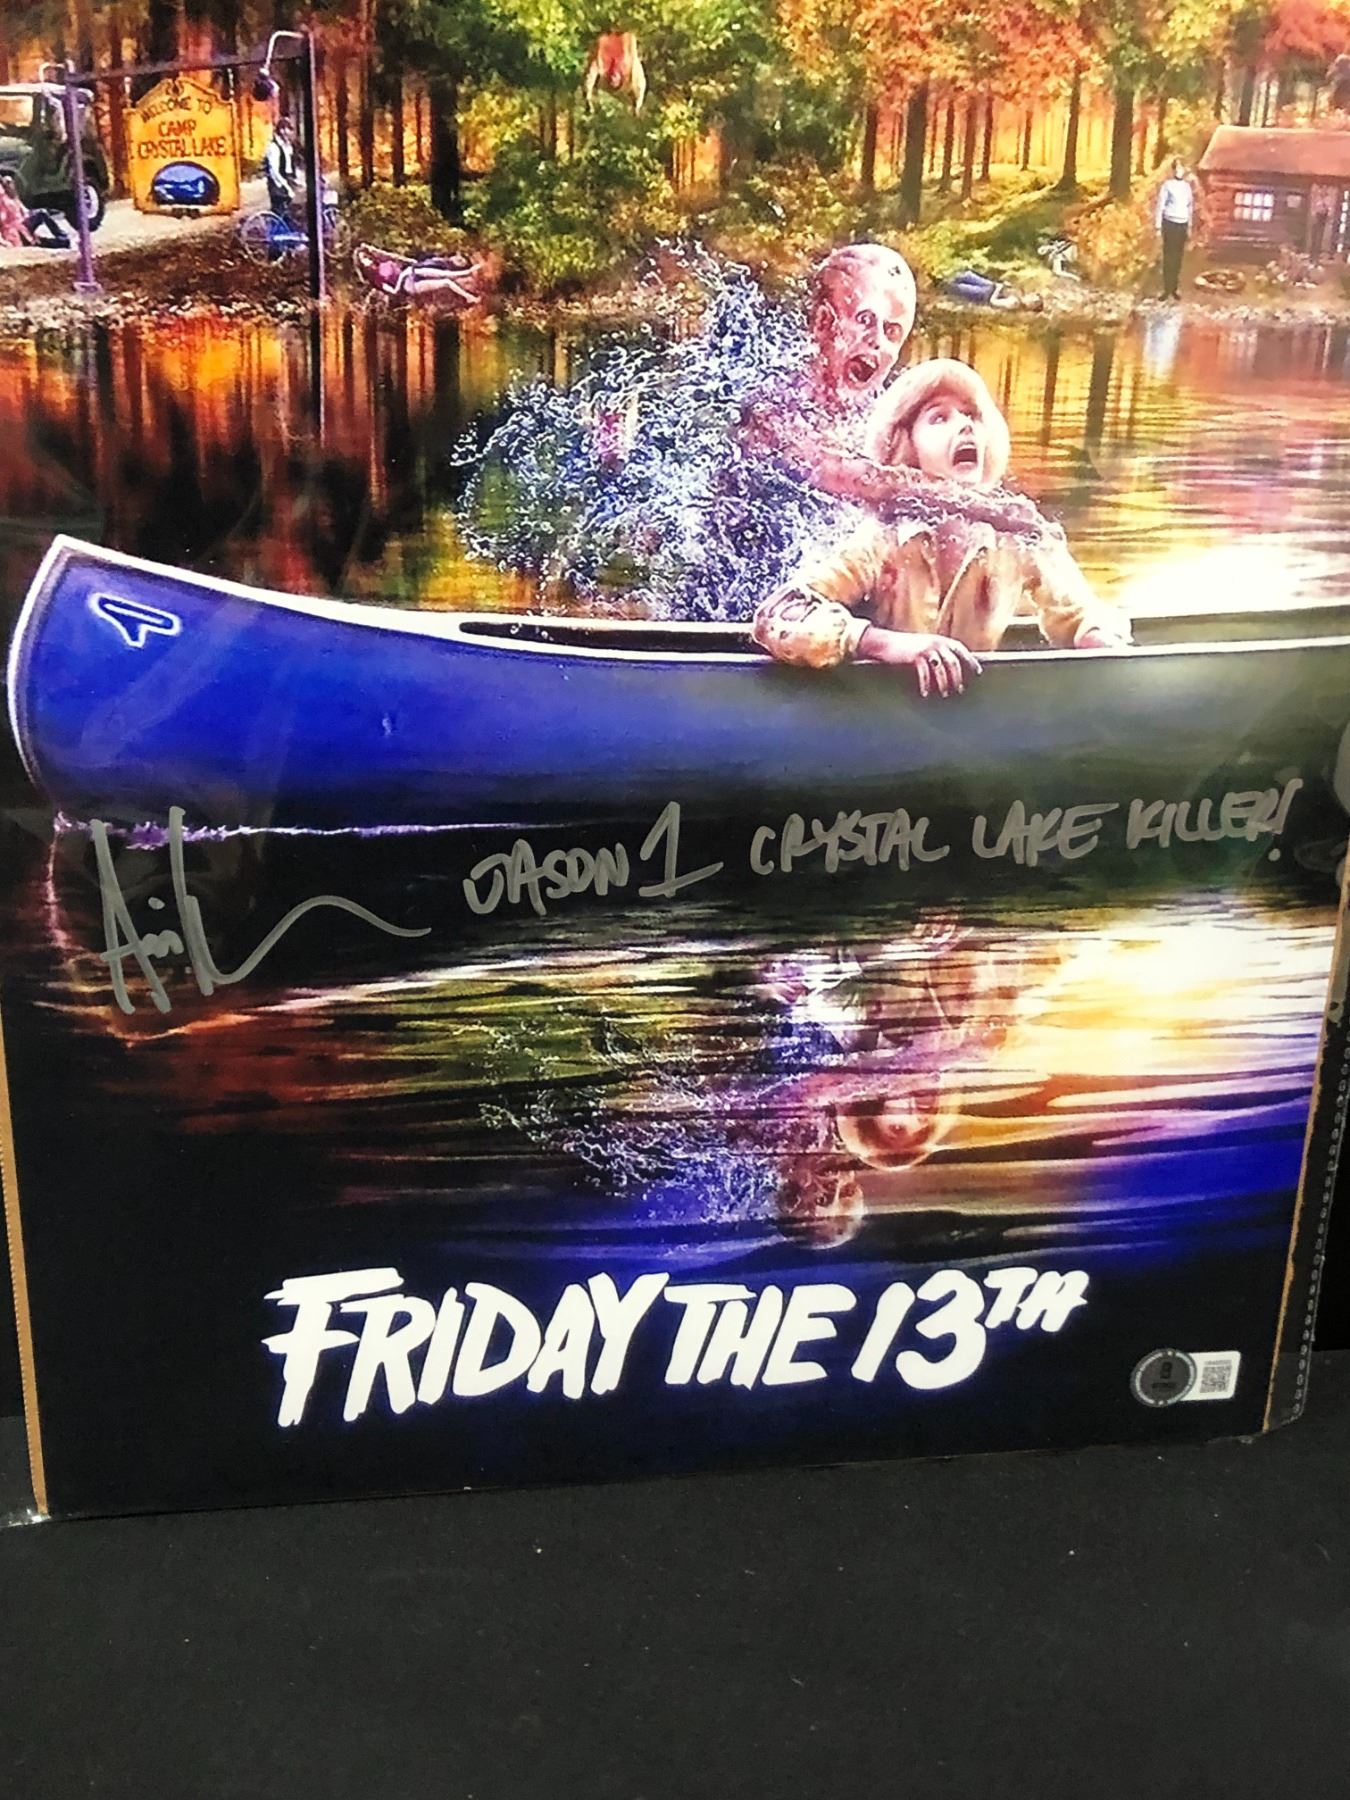 WELCOME TO
CAMP
CRYSTAL LAKE
JASON 1 CRYSTAL LAKE KILLER!
FRIDAY THE 13TH